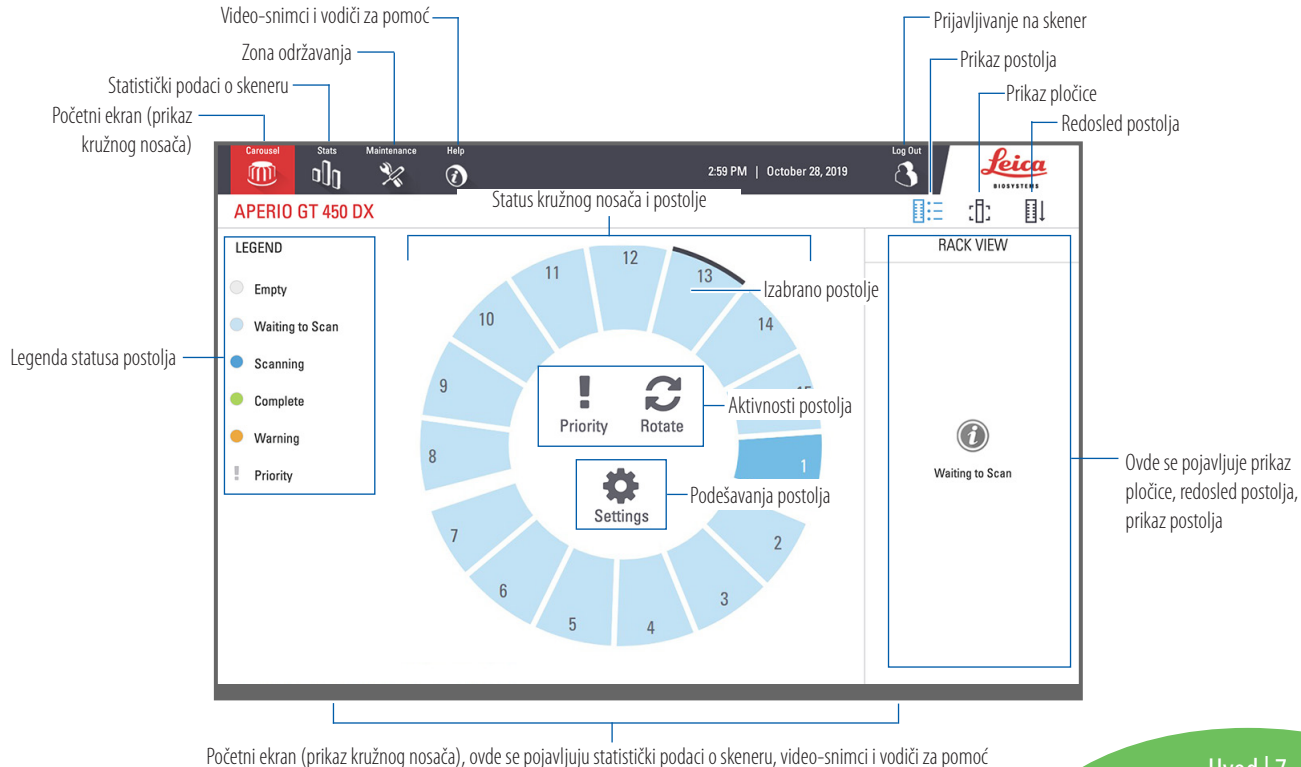 Video-snimci i vodiči za pomoć
Prijavljivanje na skener
Zona održavanja
Prikaz postolja
Statistički podaci o skeneru
Prikaz pločice
Početni ekran (prikaz
kružnog nosača)
Redosled postolja
Carousel
Stats
Maintenance
Help
2:59 PM | October 28, 2019
Log Out
Leica
BIOSYSTEMS
APERIO GT 450 DX
Status kružnog nosača i postolje
LEGEND
Empty
Waiting to Scan
Scanning
Complete
Warning
Priority
Legenda statusa postolja
11
12
13
Izabrano postolje
10
14
9
8
1
7
2
6
3
5
4
Priority
Rotate
Aktivnosti postolja
Settings
Podešavanja postolja
RACK VIEW
Waiting to Scan
Ovde se pojavljuje prikaz
pločice, redosled postolja,
prikaz postolja
Početni ekran (prikaz kružnog nosača), ovde se pojavljuju statistički podaci o skeneru, video-snimci i vodiči za pomoć